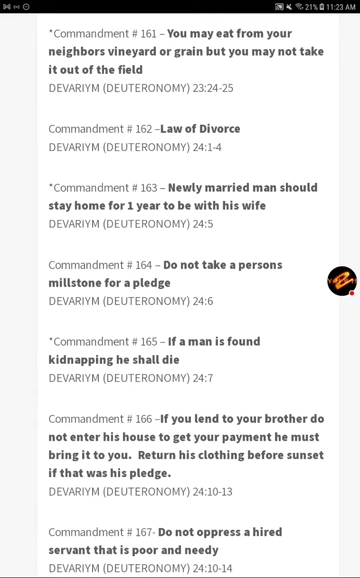 21% 11:23 AM
*Commandment # 161 – You may eat from your
neighbors vineyard or grain but you may not take
it out of the field
DEVARIYM (DEUTERONOMY) 23:24-25
Commandment # 162 –Law of Divorce
DEVARIYM (DEUTERONOMY) 24:1-4
*Commandment # 163 – Newly married man should
stay home for 1 year to be with his wife
DEVARIYM (DEUTERONOMY) 24:5
Commandment # 164 – Do not take a persons
millstone for a pledge
DEVARIYM (DEUTERONOMY) 24:6
*Commandment # 165 – If a man is found
kidnapping he shall die
DEVARIYM (DEUTERONOMY) 24:7
Commandment # 166 –If you lend to your brother do
not enter his house to get your payment he must
bring it to you.  Return his clothing before sunset
if that was his pledge.
DEVARIYM (DEUTERONOMY) 24:10-13
Commandment # 167- Do not oppress a hired
servant that is poor and needy
DEVARIYM (DEUTERONOMY) 24:10-14